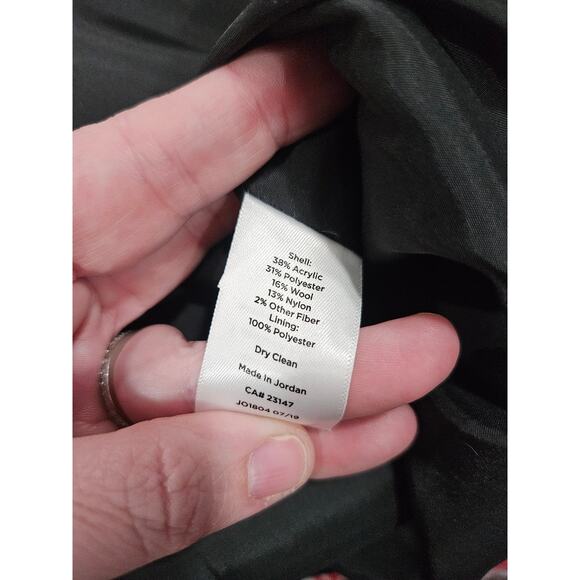 Shell:
38% Acrylic
31% Polyester
16% Wool
13% Nylon
2% Other Fiber
Lining:
100% Polyester
Dry Clean
Made in Jordan
CA# 23147
JO1804 07/19